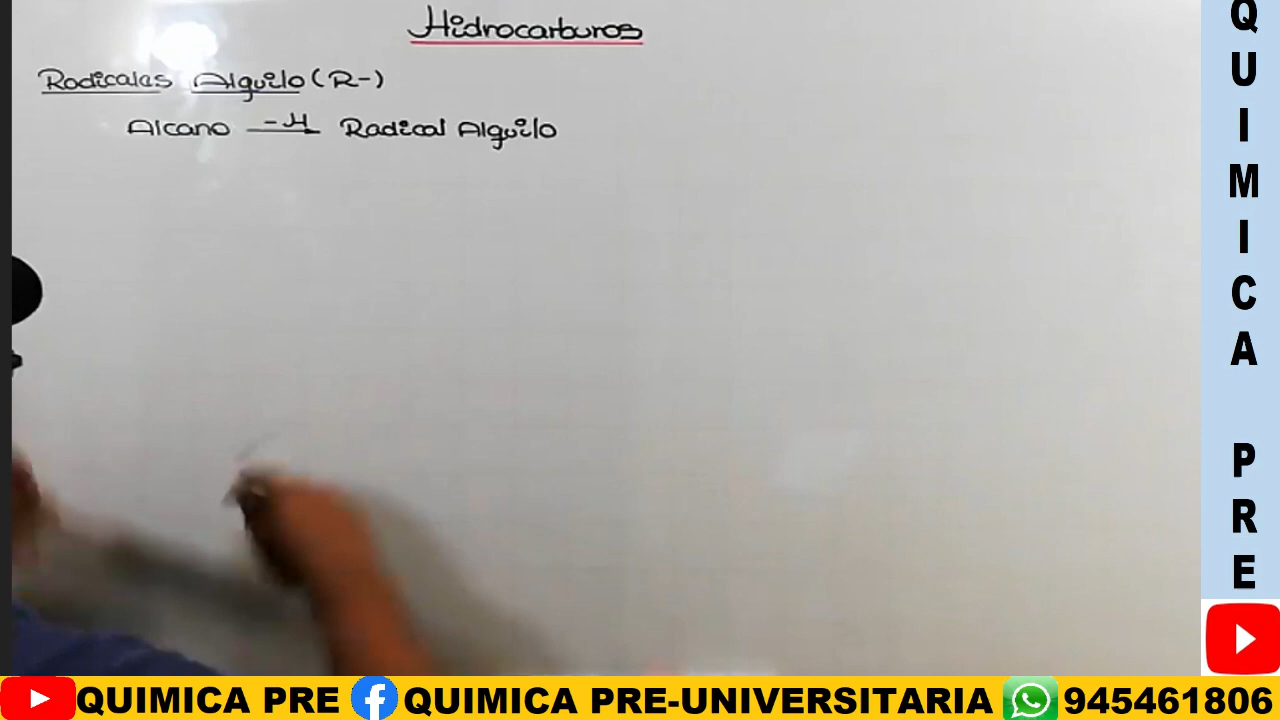 Hidrocarburos
Radicales Alquilo (R-)
Alcano -H Radical Alquilo
QUIMICA PRE
QUIMICA PRE QUIMICA PRE-UNIVERSITARIA 945461806